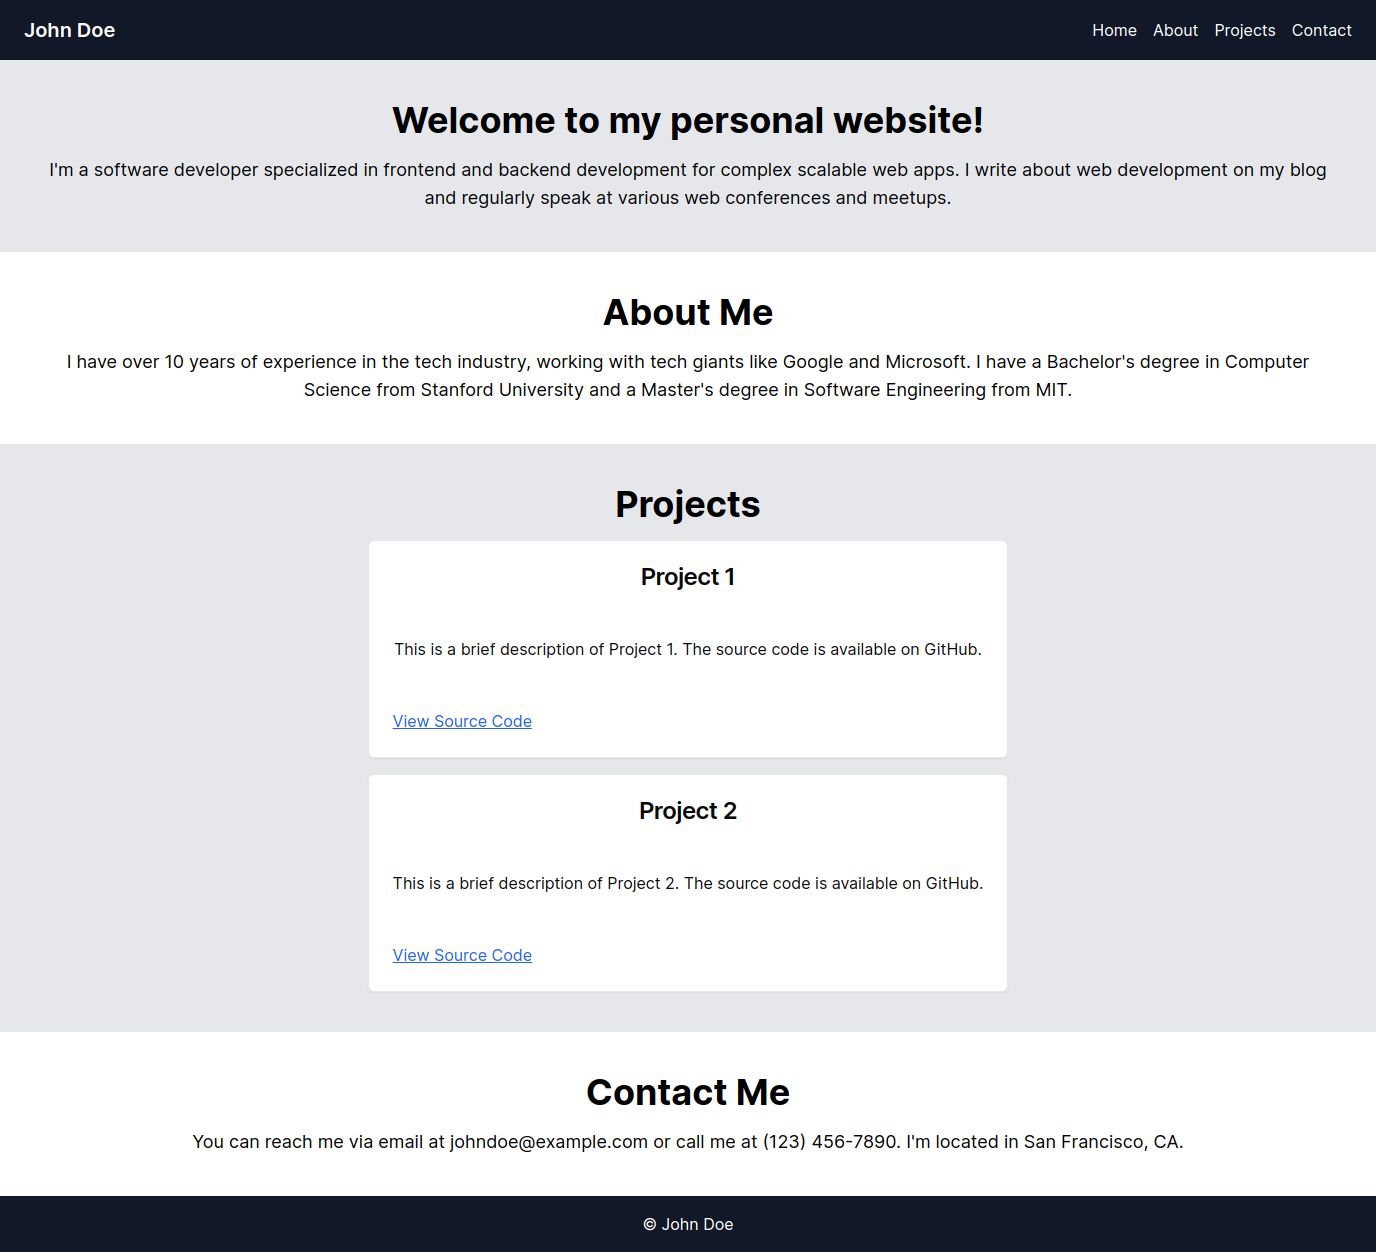 John Doe
Home About Projects Contact
Welcome to my personal website!
I'm a software developer specialized in frontend and backend development for complex scalable web apps. I write about web development on my blog
and regularly speak at various web conferences and meetups.
About Me
I have over 10 years of experience in the tech industry, working with tech giants like Google and Microsoft. I have a Bachelor's degree in Computer
Science from Stanford University and a Master's degree in Software Engineering from MIT.
Projects
Project 1
This is a brief description of Project 1. The source code is available on GitHub.
View Source Code
Project 2
This is a brief description of Project 2. The source code is available on GitHub.
View Source Code
Contact Me
You can reach me via email at johndoe@example.com or call me at (123) 456-7890. I'm located in San Francisco, CA.
© John Doe